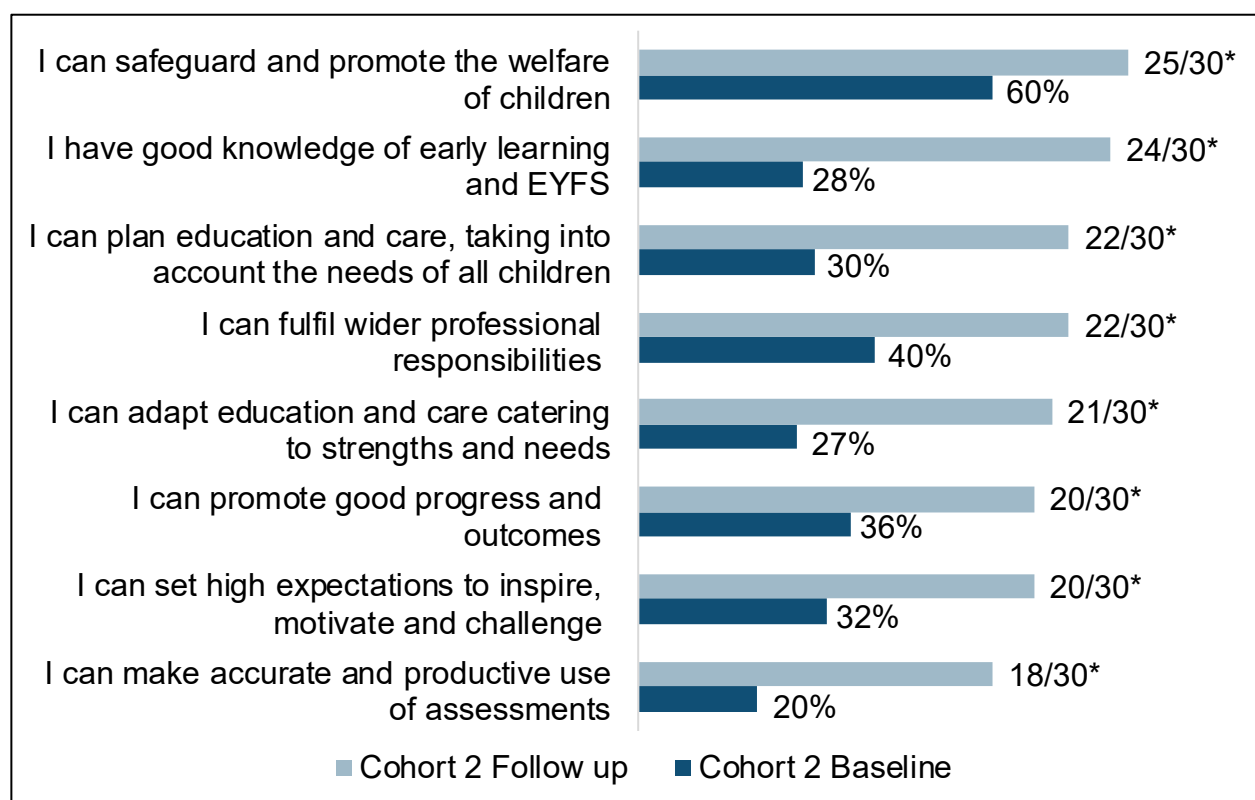 I can safeguard and promote the welfare
of children
25/30*
60%
I have good knowledge of early learning
and EYFS
24/30*
28%
I can plan education and care, taking into
account the needs of all children
22/30*
30%
I can fulfil wider professional
responsibilities
22/30*
40%
I can adapt education and care catering
to strengths and needs
21/30*
27%
I can promote good progress and
outcomes
20/30*
36%
I can set high expectations to inspire,
motivate and challenge
20/30*
32%
I can make accurate and productive use
of assessments
18/30*
20%
Cohort 2 Follow up
Cohort 2 Baseline